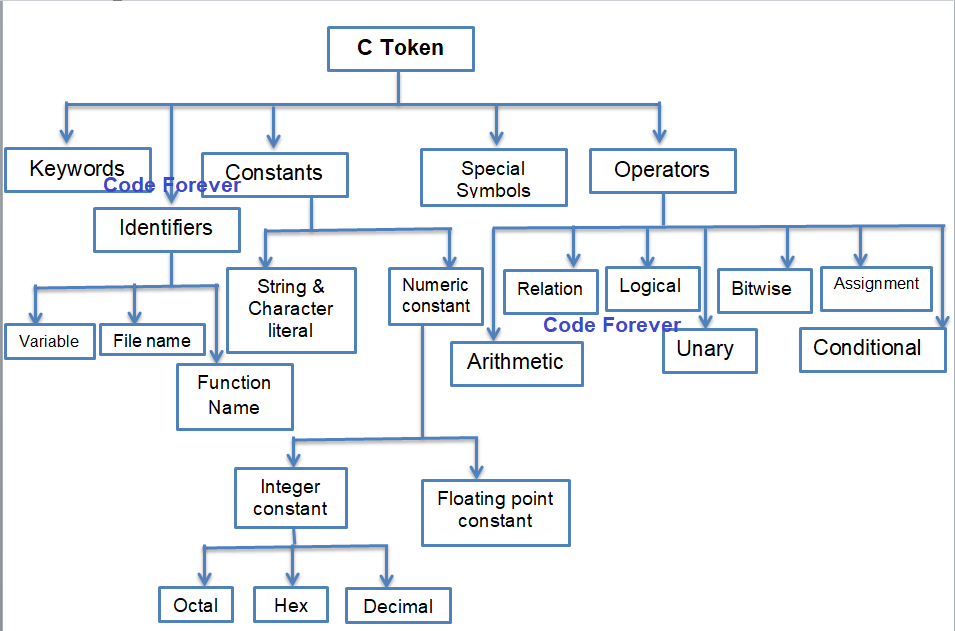 C Token
Keywords
Constants
Special
Symbols
Operators
Code Forever
Identifiers
String &
Character
literal
Numeric
constant
Relation
Logical
Bitwise
Assignment
Code Forever
Variable
File name
Arithmetic
Unary
Conditional
Function
Name
Integer
constant
Floating point
constant
Octal
Hex
Decimal